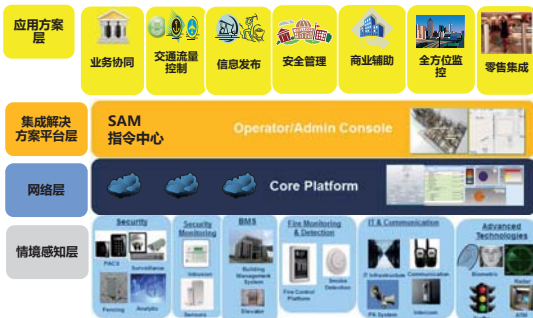 应用方案
层
业务协同
交通流量
控制
信息发布
安全管理
商业辅助
全方位监
控
零售集成
集成解决
方案平台层
SAM
指令中心
Operator/Admin Console
网络层
Core Platform
情境感知层
Security
PACS
Surveillance
Fencing
Analytic
Security
Monitoring
Intrusion
Sensors
BMS
Building
Management
System
Elevator
Fire Monitoring
& Detection
Fire Control
Platform
Smoke
Detection
IT & Communication
IT Infrastructure
Communication
PA System
Intercom
Advanced
Technologies
Biometric
Radar
ATM